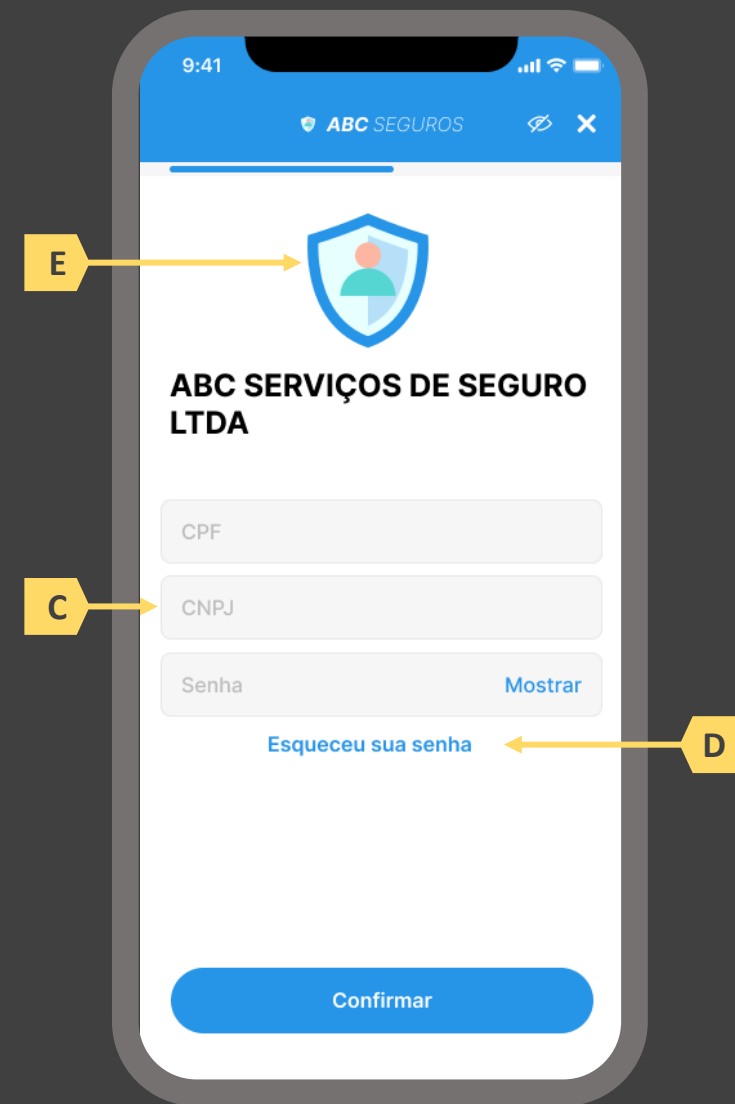 9:41
ABC SEGUROS
E
ABC SERVIÇOS DE SEGURO
LTDA
CPF
C
CNPJ
Senha
Mostrar
Esqueceu sua senha
D
Confirmar